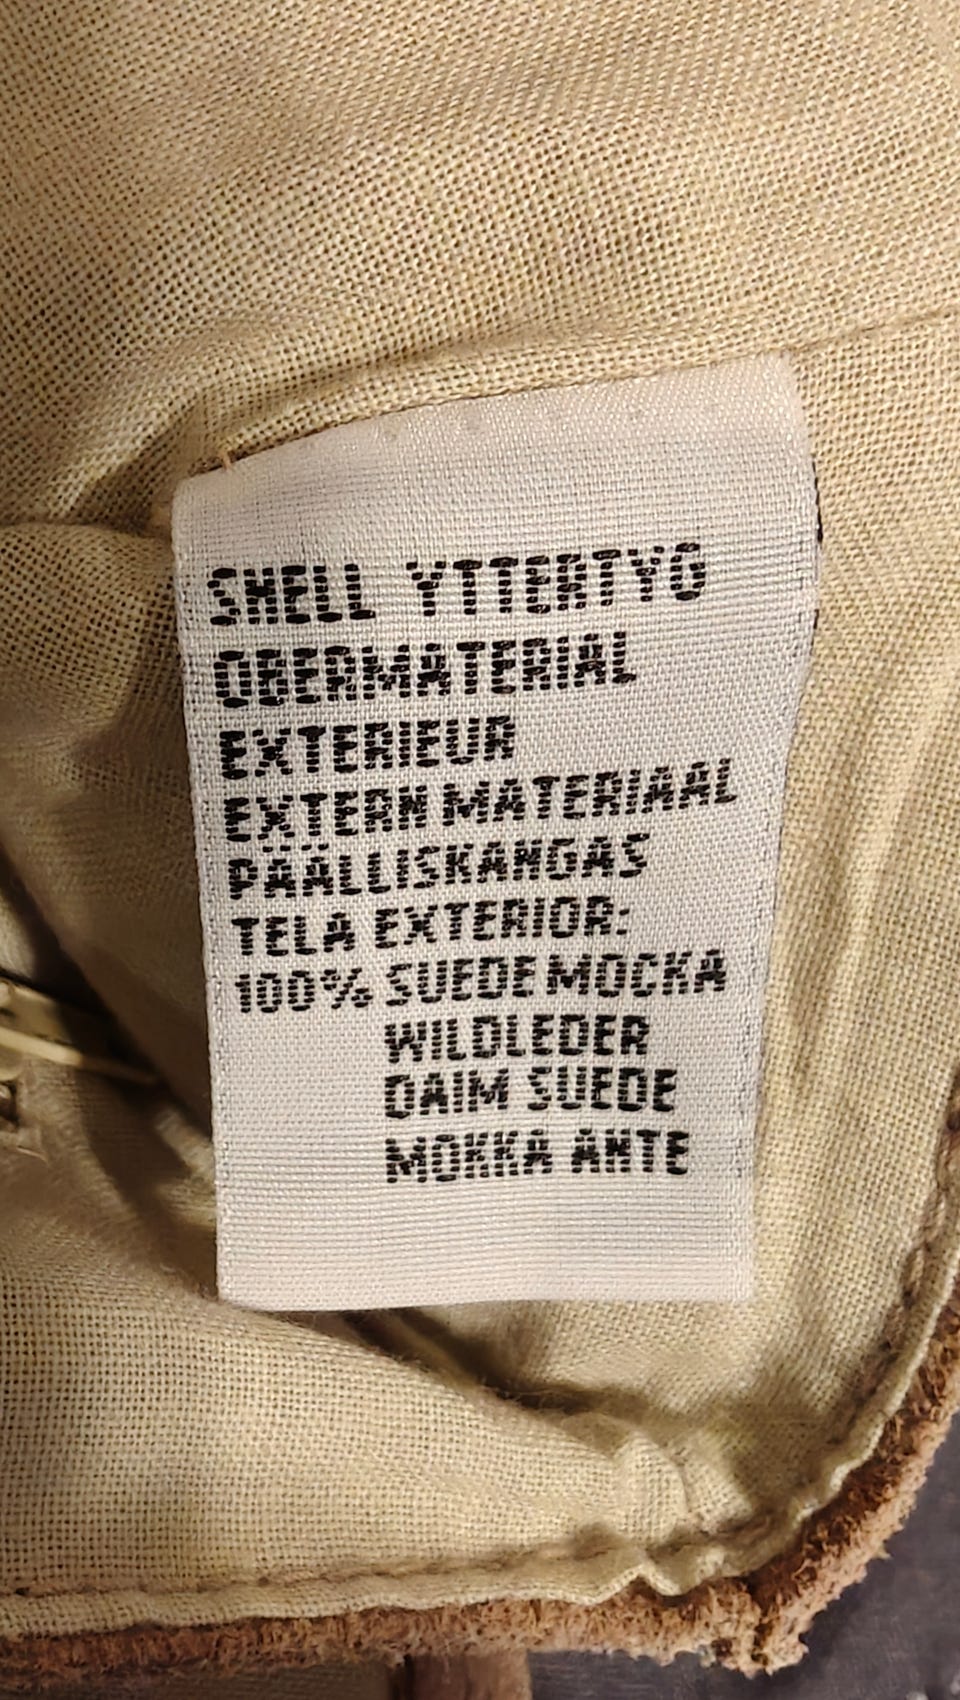 SHELL YTTERTYG
OBERMATERIAL
EXTERIEUR
EXTERN MATERIAAL
PÄÄLLISKANGAS
TELA EXTERIOR:
100% SUEDE MOCKA
WILDLEDER
DAIM SUEDE
MOKKA ANTE